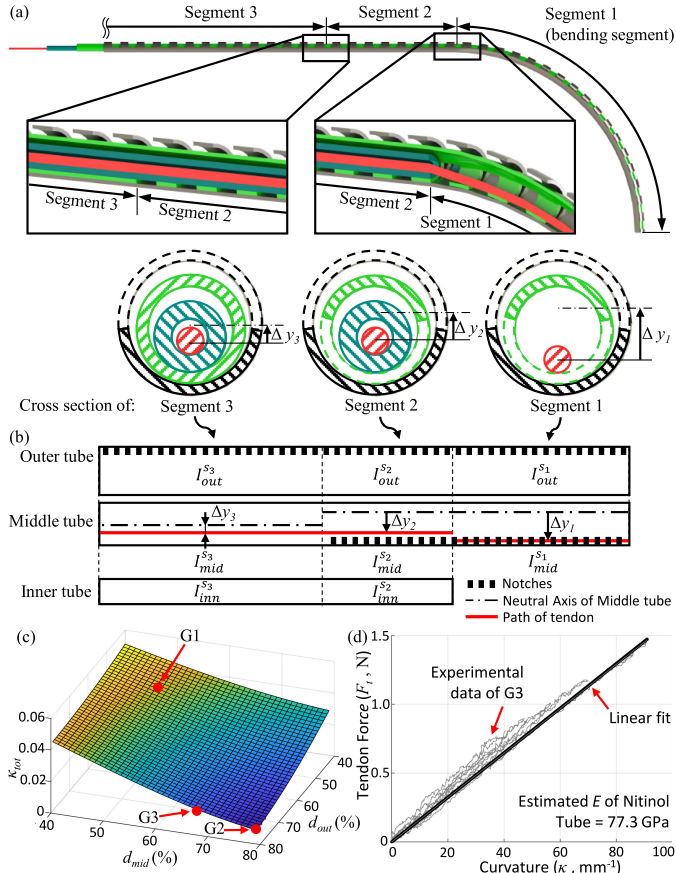 (a)
Segment 3
Segment 2
Segment 1
(bending segment)
Segment 3
Segment 2
Segment 2
Segment 1
Δy₃
Δy₂
Δy₁
Cross section of:
Segment 3
Segment 2
Segment 1
(b)
Outer tube
I_out^s₃
I_out^s₂
I_out^s₁
Middle tube
Δy₃
Δy₂
Δy₁
I_mid^s₃
I_mid^s₂
I_mid^s₁
Inner tube
I_inn^s₃
I_inn^s₂
Notches
Neutral Axis of Middle tube
Path of tendon
(c)
G1
0.06
0.04
0.02
0
κ_tot
G3
G2
40
50
60
70
80
d_mid (%)
40
50
60
70
80
d_out (%)
(d)
1.5
1.0
0.5
0
Tendon Force (F_t , N)
Experimental
data of G3
Linear fit
Estimated E of Nitinol
Tube = 77.3 GPa
0
20
40
60
80
100
Curvature (κ , mm⁻¹)